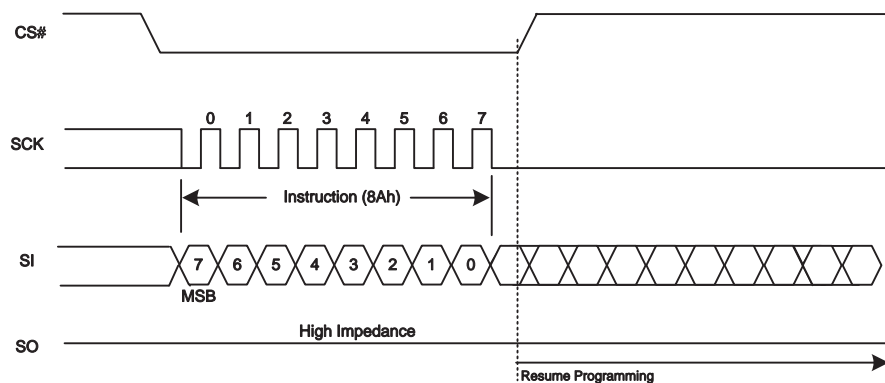 CS#
0 1 2 3 4 5 6 7
SCK
Instruction (8Ah)
SI
7 6 5 4 3 2 1 0
MSB
High Impedance
SO
Resume Programming